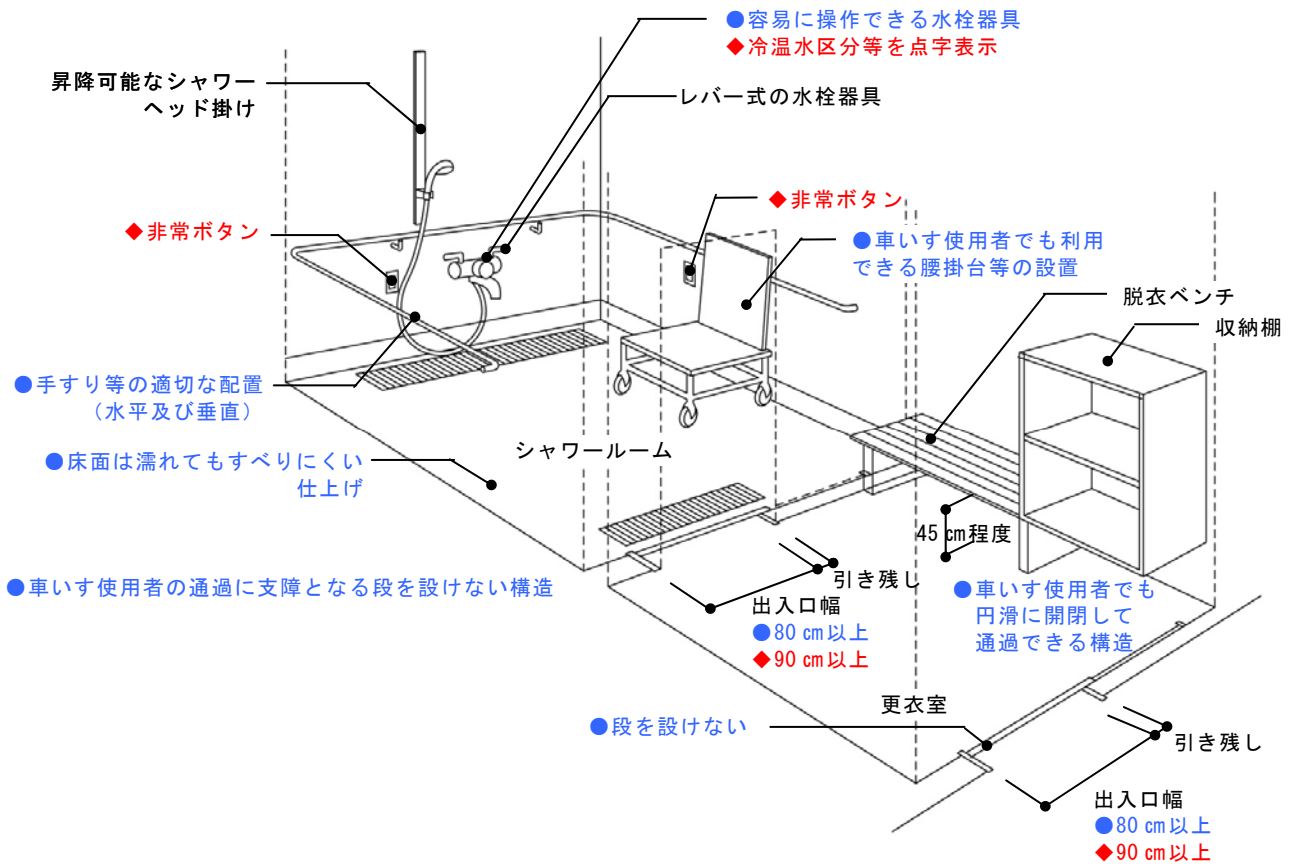 ●容易に操作できる水栓器具
◆冷温水区分等を点字表示
昇降可能なシャワー
ヘッド掛け
レバー式の水栓器具
◆非常ボタン
◆非常ボタン
●車いす使用者でも利用
できる腰掛台等の設置
脱衣ベンチ
収納棚
●手すり等の適切な配置
（水平及び垂直）
シャワールーム
●床面は濡れてもすべりにくい
仕上げ
45㎝程度
●車いす使用者の通過に支障となる段を設けない構造
引き残し
出入口幅
●80㎝以上
◆90㎝以上
●車いす使用者でも
円滑に開閉して
通過できる構造
更衣室
●段を設けない
引き残し
出入口幅
●80㎝以上
◆90㎝以上